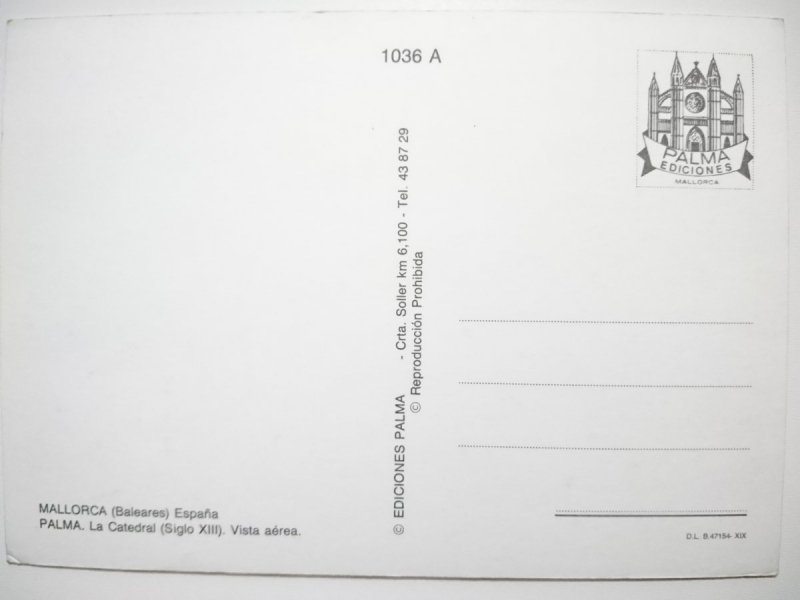 1036 A
PALMA
EDICIONES
MALLORCA
© EDICIONES PALMA - Crta. Soller km 6,100 - Tel. 43 87 29
© Reproducción Prohibida
MALLORCA (Baleares) España
PALMA. La Catedral (Siglo XIII). Vista aérea.
D.L. B.47154-XIX